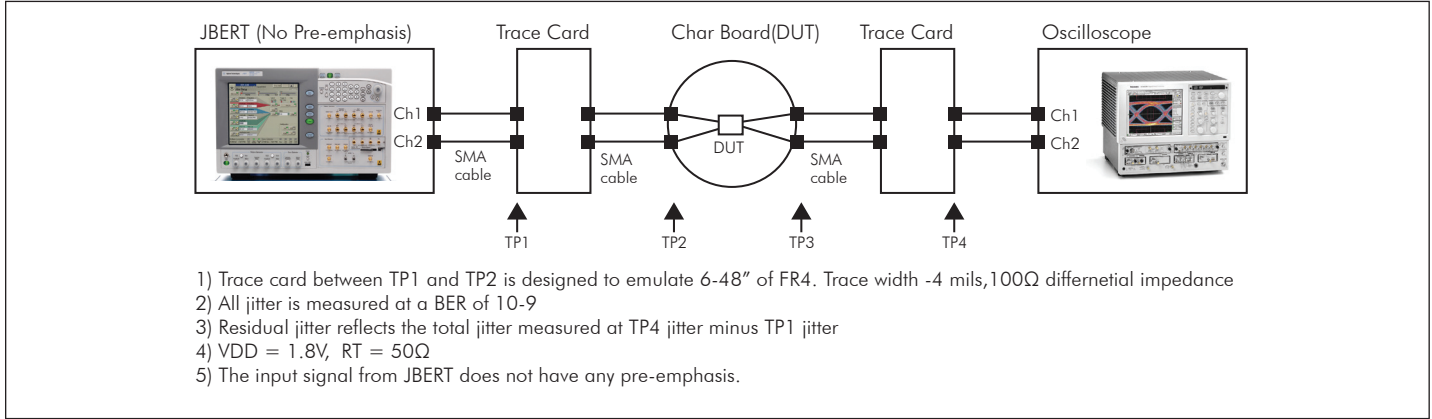 JBERT (No Pre-emphasis)
Trace Card
Char Board(DUT)
Trace Card
Oscilloscope
Ch1
Ch2
SMA
cable
SMA
cable
DUT
SMA
cable
Ch1
Ch2
TP1
TP2
TP3
TP4
1) Trace card between TP1 and TP2 is designed to emulate 6-48” of FR4. Trace width -4 mils,100Ω differnetial impedance
2) All jitter is measured at a BER of 10-9
3) Residual jitter reflects the total jitter measured at TP4 jitter minus TP1 jitter
4) VDD = 1.8V, RT = 50Ω
5) The input signal from JBERT does not have any pre-emphasis.